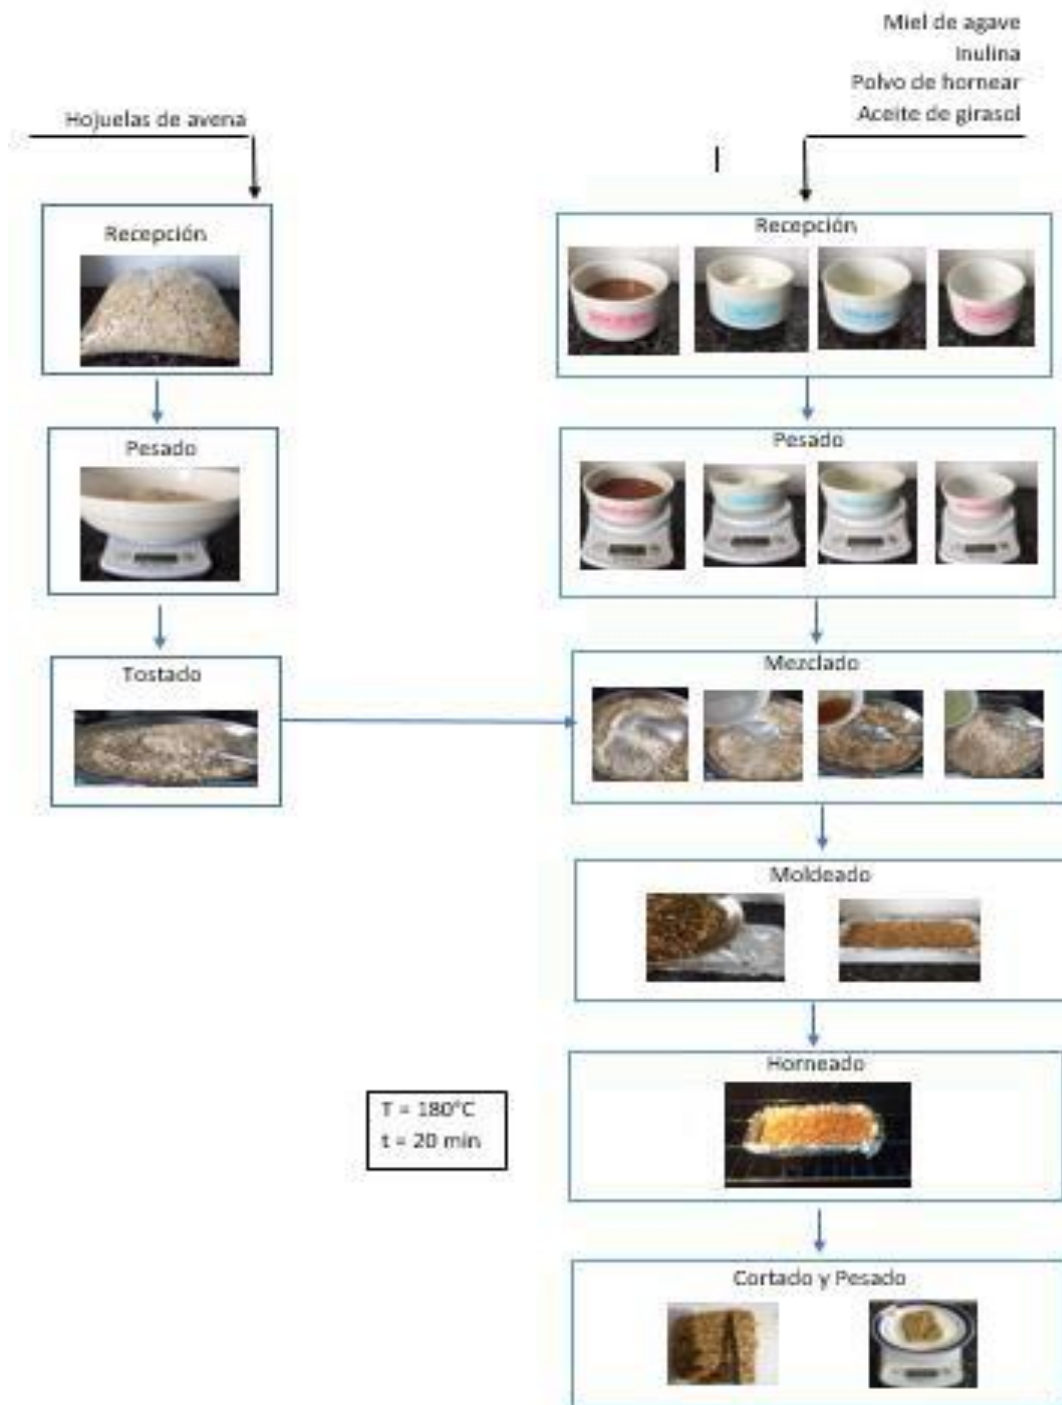 Miel de agave
Inulina
Polvo de hornear
Aceite de girasol
Hojuelas de avena
Recepción
Recepción
Pesado
Pesado
Tostado
Mezclado
Moldeado
Horneado
T = 180°C
t = 20 min
Cortado y Pesado